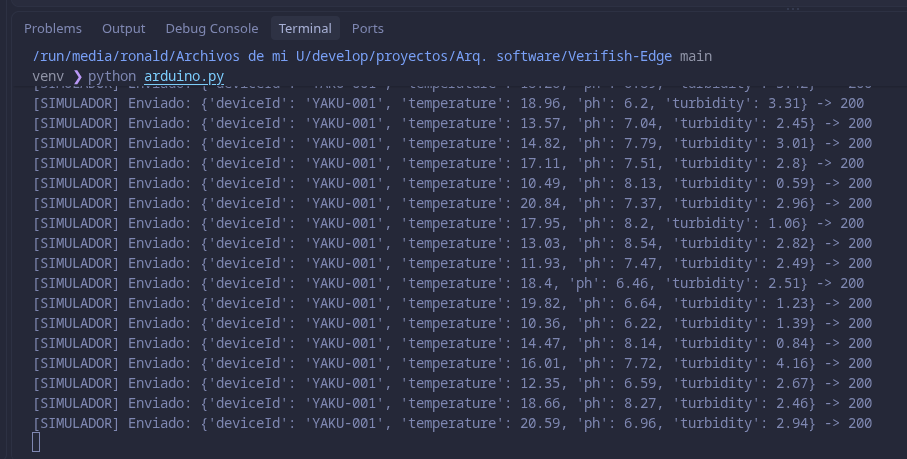 Problems Output Debug Console Terminal Ports
/run/media/ronald/Archivos de mi U/develop/proyectos/Arq. software/Verifish-Edge main
venv ❯ python arduino.py
[SIMULADOR] Enviado: {'deviceId': 'YAKU-001', 'temperature': 18.96, 'ph': 6.2, 'turbidity': 3.31} -> 200
[SIMULADOR] Enviado: {'deviceId': 'YAKU-001', 'temperature': 13.57, 'ph': 7.04, 'turbidity': 2.45} -> 200
[SIMULADOR] Enviado: {'deviceId': 'YAKU-001', 'temperature': 14.82, 'ph': 7.79, 'turbidity': 3.01} -> 200
[SIMULADOR] Enviado: {'deviceId': 'YAKU-001', 'temperature': 17.11, 'ph': 7.51, 'turbidity': 2.8} -> 200
[SIMULADOR] Enviado: {'deviceId': 'YAKU-001', 'temperature': 10.49, 'ph': 8.13, 'turbidity': 0.59} -> 200
[SIMULADOR] Enviado: {'deviceId': 'YAKU-001', 'temperature': 20.84, 'ph': 7.37, 'turbidity': 2.96} -> 200
[SIMULADOR] Enviado: {'deviceId': 'YAKU-001', 'temperature': 17.95, 'ph': 8.2, 'turbidity': 1.06} -> 200
[SIMULADOR] Enviado: {'deviceId': 'YAKU-001', 'temperature': 13.03, 'ph': 8.54, 'turbidity': 2.82} -> 200
[SIMULADOR] Enviado: {'deviceId': 'YAKU-001', 'temperature': 11.93, 'ph': 7.47, 'turbidity': 2.49} -> 200
[SIMULADOR] Enviado: {'deviceId': 'YAKU-001', 'temperature': 18.4, 'ph': 6.46, 'turbidity': 2.51} -> 200
[SIMULADOR] Enviado: {'deviceId': 'YAKU-001', 'temperature': 19.82, 'ph': 6.64, 'turbidity': 1.23} -> 200
[SIMULADOR] Enviado: {'deviceId': 'YAKU-001', 'temperature': 10.36, 'ph': 6.22, 'turbidity': 1.39} -> 200
[SIMULADOR] Enviado: {'deviceId': 'YAKU-001', 'temperature': 14.47, 'ph': 8.14, 'turbidity': 0.84} -> 200
[SIMULADOR] Enviado: {'deviceId': 'YAKU-001', 'temperature': 16.01, 'ph': 7.72, 'turbidity': 4.16} -> 200
[SIMULADOR] Enviado: {'deviceId': 'YAKU-001', 'temperature': 12.35, 'ph': 6.59, 'turbidity': 2.67} -> 200
[SIMULADOR] Enviado: {'deviceId': 'YAKU-001', 'temperature': 18.66, 'ph': 8.27, 'turbidity': 2.46} -> 200
[SIMULADOR] Enviado: {'deviceId': 'YAKU-001', 'temperature': 20.59, 'ph': 6.96, 'turbidity': 2.94} -> 200